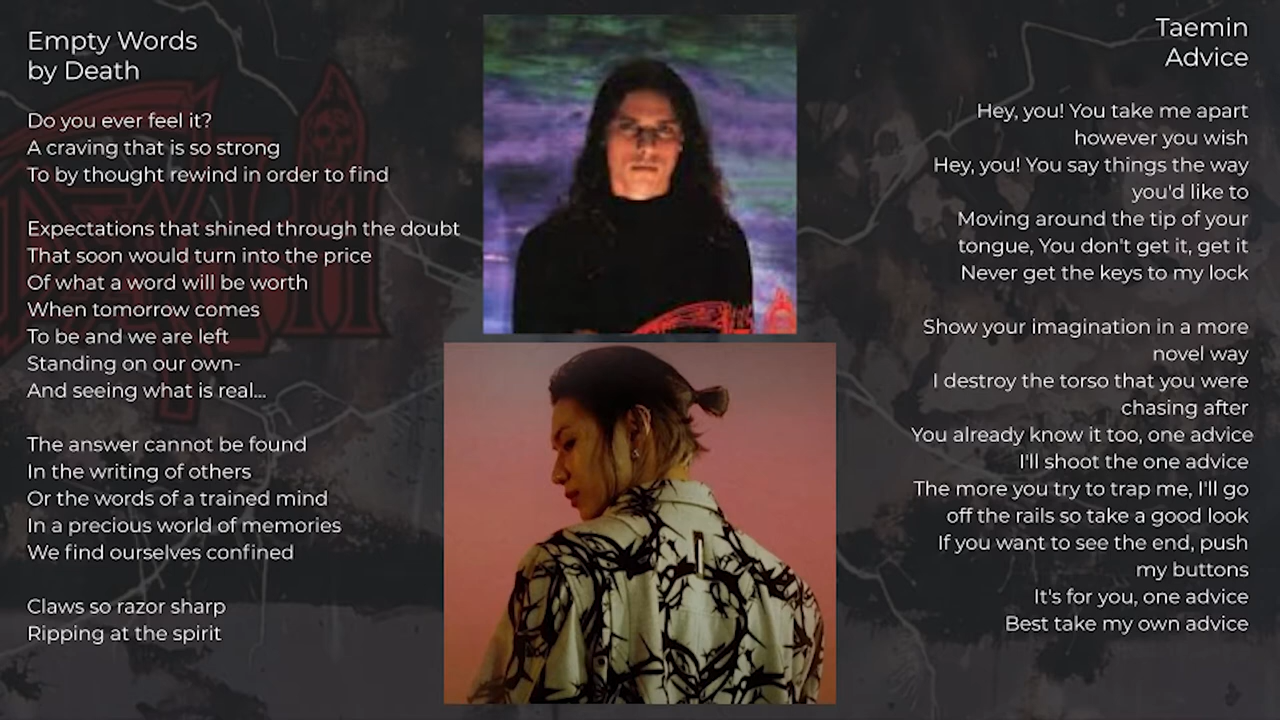 Empty Words
by Death
Do you ever feel it?
A craving that is so strong
To by thought rewind in order to find
Expectations that shined through the doubt
That soon would turn into the price
Of what a word will be worth
When tomorrow comes
To be and we are left
Standing on our own-
And seeing what is real...
The answer cannot be found
In the writing of others
Or the words of a trained mind
In a precious world of memories
We find ourselves confined
Claws so razor sharp
Ripping at the spirit
Taemin
Advice
Hey, you! You take me apart
however you wish
Hey, you! You say things the way
you'd like to
Moving around the tip of your
tongue, You don't get it, get it
Never get the keys to my lock
Show your imagination in a more
novel way
I destroy the torso that you were
chasing after
You already know it too, one advice
I'll shoot the one advice
The more you try to trap me, I'll go
off the rails so take a good look
If you want to see the end, push
my buttons
It's for you, one advice
Best take my own advice
DEATH